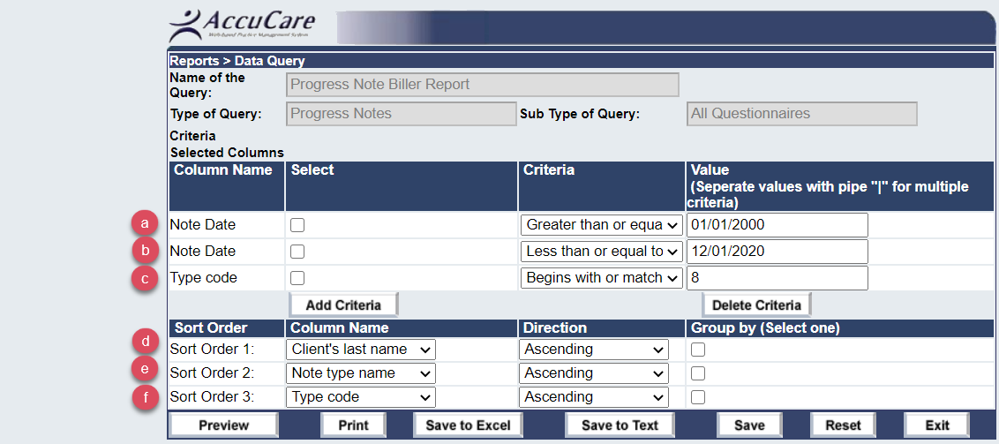 AccuCare
Web-based Practice Management System
Reports > Data Query
Name of the
Query:
Progress Note Biller Report
Type of Query: Progress Notes Sub Type of Query: All Questionnaires
Criteria
Selected Columns
Column Name Select Criteria Value
(Seperate values with pipe "|" for multiple
criteria)
a Note Date Greater than or equa 01/01/2000
b Note Date Less than or equal to 12/01/2020
c Type code Begins with or match 8
Add Criteria Delete Criteria
Sort Order Column Name Direction Group by (Select one)
d Sort Order 1: Client's last name Ascending
e Sort Order 2: Note type name Ascending
f Sort Order 3: Type code Ascending
Preview Print Save to Excel Save to Text Save Reset Exit